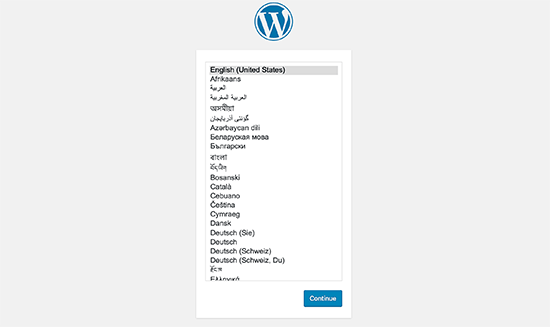 English (United States)
Afrikaans
العربية
العربية المغربية
অসমীয়া
گؤنئی آذربایجان
Azərbaycan dili
Беларуская мова
Български
বাংলা
བོད་ཡིག
Bosanski
Català
Cebuano
Čeština
Cymraeg
Dansk
Deutsch (Sie)
Deutsch
Deutsch (Schweiz)
Deutsch (Schweiz, Du)
རྫོང་ཁ
Ελληνικά
Continue